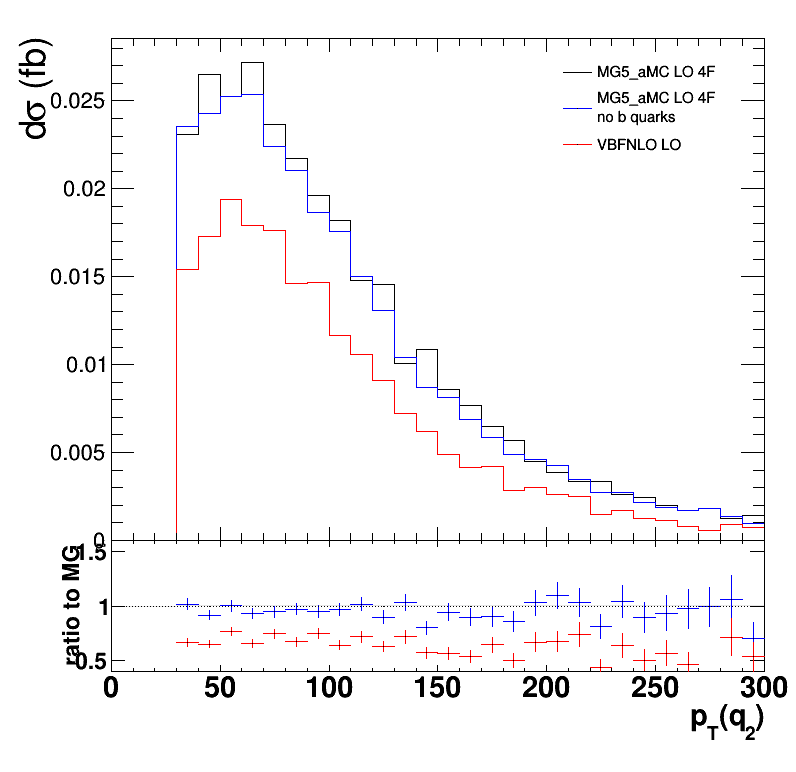 dσ (fb)
MG5_aMC LO 4F
MG5_aMC LO 4F
no b quarks
VBFNLO LO
0.025
0.02
0.015
0.01
0.005
0
ratio to MG
1.5
1
0.5
0 50 100 150 200 250 300
p_T(q_2)